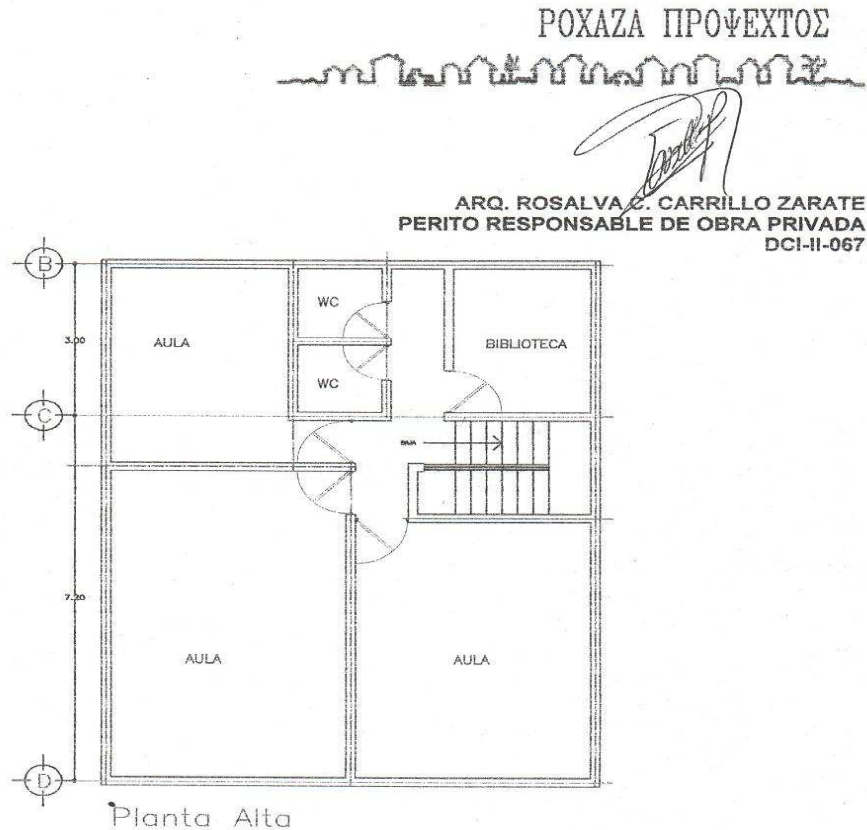 ΡΟΧΑΖΑ ΠΡΟΨΕΧΤΟΣ
ARQ. ROSALVA C. CARRILLO ZARATE
PERITO RESPONSABLE DE OBRA PRIVADA
DCI-II-067
B
WC
3.00
AULA
BIBLIOTECA
WC
C
BAJA
7.20
AULA
AULA
D
Planta Alta